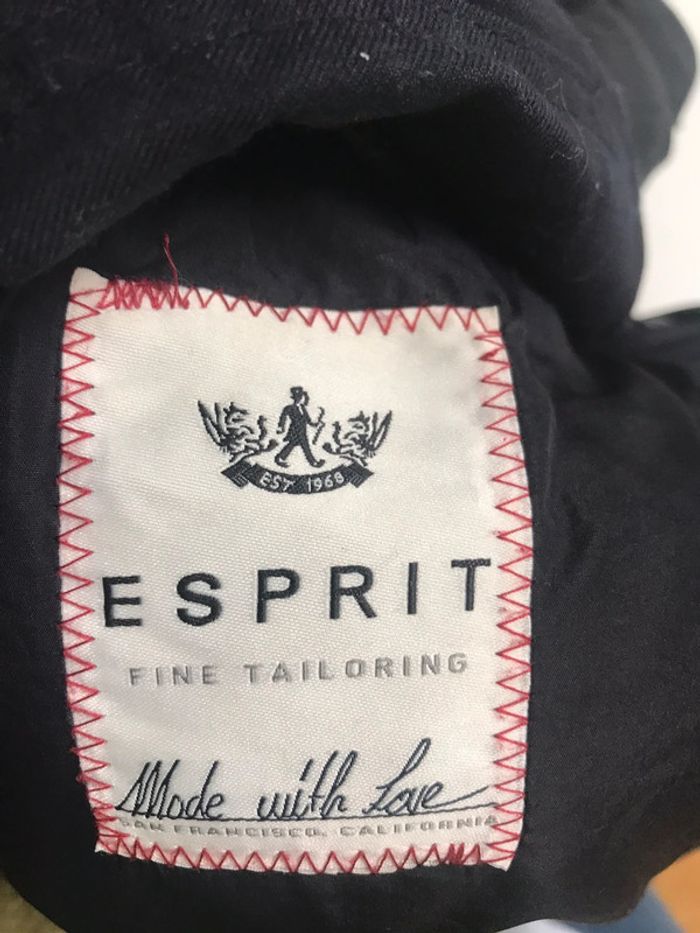 EST 1968
ESPRIT
FINE TAILORING
Made with Love
SAN FRANCISCO, CALIFORNIA